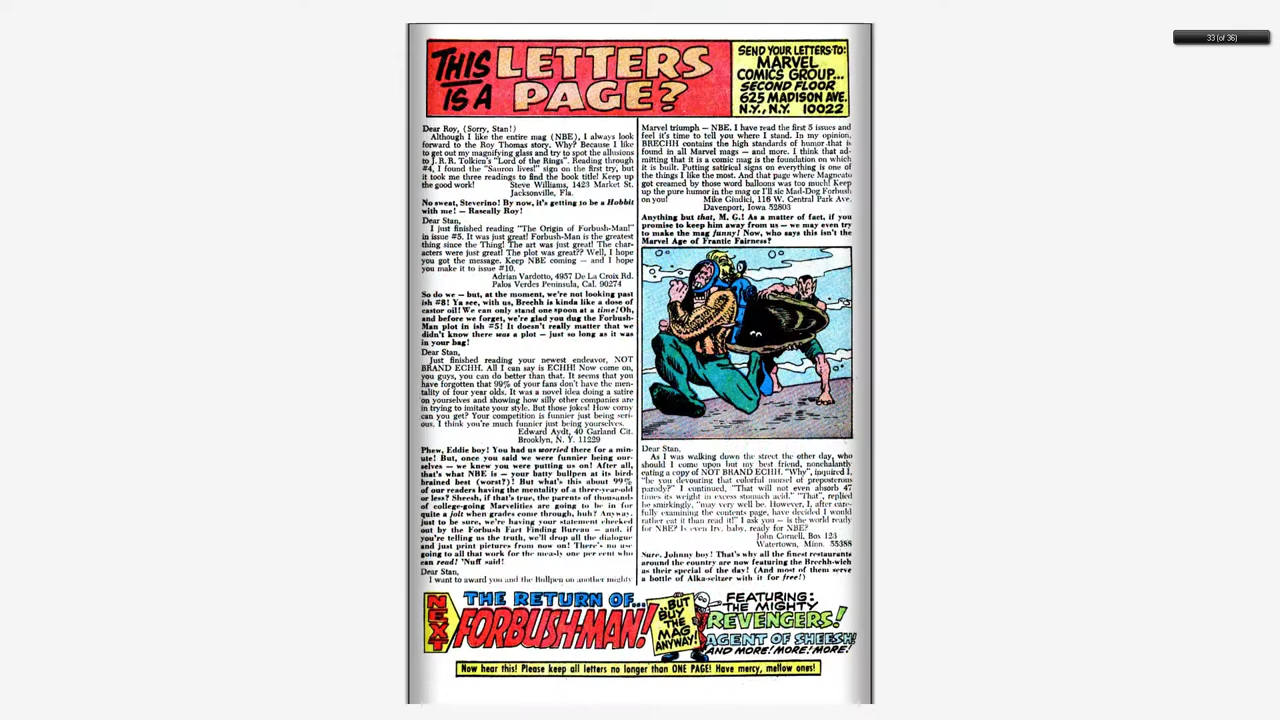 33 (of 36)
THIS IS A
LETTERS
PAGE?
SEND YOUR LETTERS TO:
MARVEL
COMICS GROUP...
SECOND FLOOR
625 MADISON AVE.
N.Y., N.Y. 10022
Dear Roy, (Sorry, Stan!)
Although I like the entire mag (NBE), I always look
forward to the Roy Thomas story. Why? Because I like
to get out my magnifying glass and try to spot the allusions
to J. R. R. Tolkien's "Lord of the Rings". Reading through
#4, I found the "Sauron lives!" sign on the first try, but
it took me three readings to find the book title! Keep up
the good work! Steve Williams, 1423 Market St.
Jacksonville, Fla.
No sweat, Steverino! By now, it's getting to be a Hobbit
with me! — Rascally Roy!
Dear Stan,
I just finished reading "The Origin of Forbush-Man!"
in issue #5. It was just great! Forbush-Man is the greatest
thing since the Thing! The art was just great! The char-
acters were just great! The plot was great?? Well, I hope
you got the message. Keep NBE coming — and I hope
you make it to issue #10.
Adrian Vardotto, 4957 De La Croix Rd.
Palos Verdes Peninsula, Cal. 90274
So do we — but, at the moment, we're not looking past
ish #8! Ya see, with us, Brechh is kinda like a dose of
castor oil! We can only stand one spoon at a time! Oh,
and before we forget, we're glad you dug the Forbush-
Man plot in ish #5! It doesn't really matter that we
didn't know there was a plot — just so long as it was
in your bag!
Dear Stan,
Just finished reading your newest endeavor, NOT
BRAND ECHH. All I can say is ECHH! Now come on,
you guys, you can do better than that. It seems that you
have forgotten that 99% of your fans don't have the men-
tality of four year olds. It was a novel idea doing a satire
on yourselves and showing how silly other companies are
in trying to imitate your style. But those jokes! How corny
can you get? Your competition is funnier just being seri-
ous. I think you're much funnier just being yourselves.
Edward Aydt, 40 Garland Cit.
Brooklyn, N. Y. 11229
Phew, Eddie boy! You had us worried there for a min-
ute! But, once you said we were funnier being our-
selves — we knew you were putting us on! After all,
that's what NBE is — your batty bullpen at its bird-
brained best (worst?)! But what's this about 99%
of our readers having the mentality of a three-year-old
or less? Sheesh, if that's true, the parents of thousands
of college-going Marvelities are going to be in for
quite a jolt when grades come through, huh? Anyway,
just to be sure, we're having your statement checked
out by the Forbush Fact Finding Bureau — and, if
you're telling us the truth, we'll drop all the dialogue
and just print pictures from now on! There's no use
going to all that work for the measly one per cent who
can read! 'Nuff said!
Dear Stan,
I want to award you and the Bullpen on another mighty
Marvel triumph — NBE. I have read the first 5 issues and
feel it's time to tell you where I stand. In my opinion,
BRECHH contains the high standards of humor that is
found in all Marvel mags — and more. I think that ad-
mitting that it is a comic mag is the foundation on which
it is built. Putting satirical signs on everything is one of
the things I like the most. And that page where Magneato
got creamed by those word balloons was too much! Keep
up the pure humor in the mag or I'll sic Mad-Dog Forbush
on you! Mike Giudici, 116 W. Central Park Ave.
Davenport, Iowa 52803
Anything but that, M. G.! As a matter of fact, if you
promise to keep him away from us — we may even try
to make the mag funny! Now, who says this isn't the
Marvel Age of Frantic Fairness?
Dear Stan,
As I was walking down the street the other day, who
should I come upon but my best friend, nonchalantly
eating a copy of NOT BRAND ECHH. "Why", inquired I,
"be you devouring that colorful morsel of preposterous
parody?" I continued, "That will not even absorb 47
times its weight in excess stomach acid." "That", replied
he smirkingly, "may very well be. However, I, after care-
fully examining the contents page, have decided I would
rather eat it than read it!" I ask you — is the world ready
for NBE? Is even Iry, baby, ready for NBE?
John Cornell, Box 123
Watertown, Minn. 55388
Sure, Johnny boy! That's why all the finest restaurants
around the country are now featuring the Brechh-wich
as their special of the day! (And most of them serve
a bottle of Alka-seltzer with it for free!)
NEXT
THE RETURN OF...
FORBUSH-MAN!
...BUT
BUY
THE
MAG
ANYWAY!
FEATURING:
THE MIGHTY
REVENGERS!
AGENT OF SHEESH!
AND MORE! MORE! MORE!
Now hear this! Please keep all letters no longer than ONE PAGE! Have mercy, mellow ones!